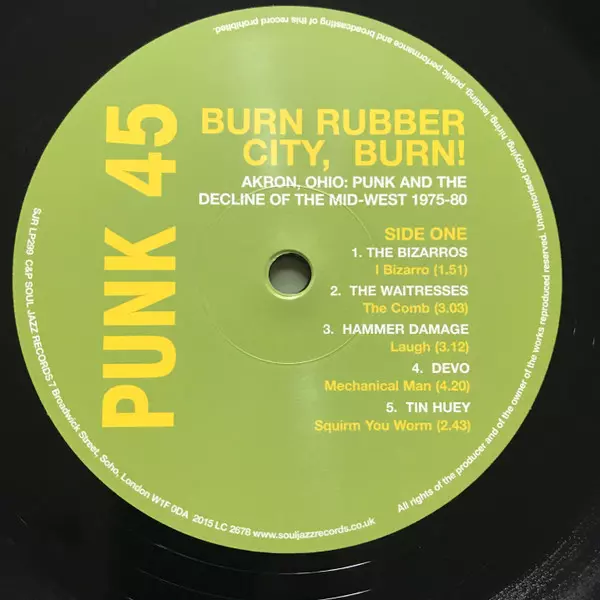 PUNK 45
BURN RUBBER
CITY, BURN!
AKRON, OHIO: PUNK AND THE
DECLINE OF THE MID-WEST 1975-80
SIDE ONE
1. THE BIZARROS
I Bizarro (1.51)
2. THE WAITRESSES
The Comb (3.03)
3. HAMMER DAMAGE
Laugh (3.12)
4. DEVO
Mechanical Man (4.20)
5. TIN HUEY
Squirm You Worm (2.43)
SJR LP299 C&P SOUL JAZZ RECORDS 7 Broadwick Street, Soho, London W1F 0DA 2015 LC 2678 www.souljazzrecords.co.uk
All rights of the producer and of the owner of the works reproduced reserved. Unauthorised copying, hiring, lending, public performance and broadcasting of this record prohibited.